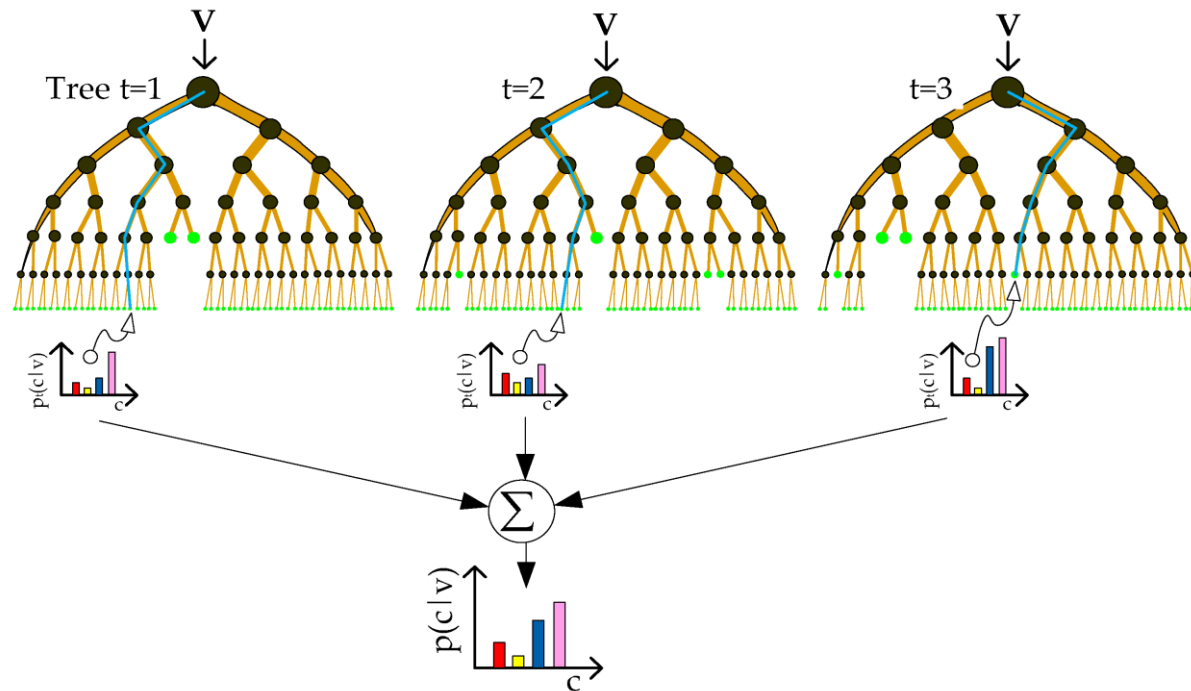 v v v
Tree t=1 t=2 t=3
pₜ(c|v) c pₜ(c|v) c pₜ(c|v) c
Σ
p(c|v)
c